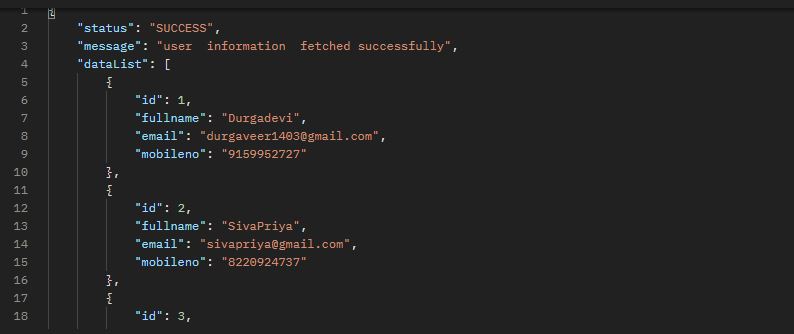 1 {
2 "status": "SUCCESS",
3 "message": "user  information  fetched successfully",
4 "dataList": [
5 {
6 "id": 1,
7 "fullname": "Durgadevi",
8 "email": "durgaveer1403@gmail.com",
9 "mobileno": "9159952727"
10 },
11 {
12 "id": 2,
13 "fullname": "SivaPriya",
14 "email": "sivapriya@gmail.com",
15 "mobileno": "8220924737"
16 },
17 {
18 "id": 3,